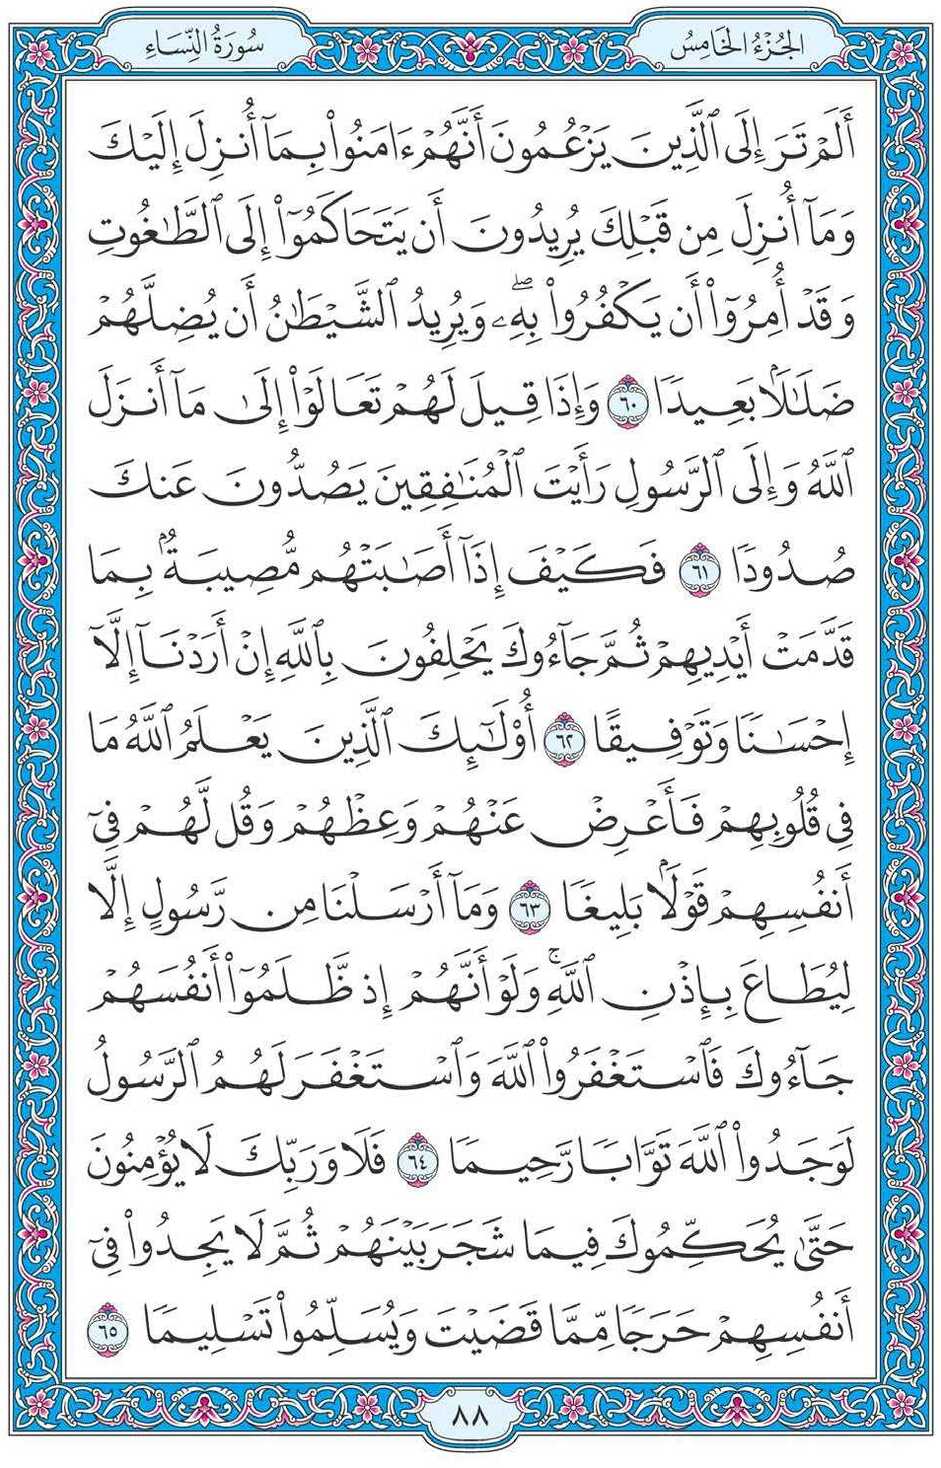 سُورَةُ النِّسَاءِ
الجُزْءُ الخَامِسُ
أَلَمْ تَرَ إِلَى ٱلَّذِينَ يَزْعُمُونَ أَنَّهُمْ ءَامَنُوا۟ بِمَآ أُنزِلَ إِلَيْكَ
وَمَآ أُنزِلَ مِن قَبْلِكَ يُرِيدُونَ أَن يَتَحَاكَمُوٓا۟ إِلَى ٱلطَّـٰغُوتِ
وَقَدْ أُمِرُوٓا۟ أَن يَكْفُرُوا۟ بِهِۦۖ وَيُرِيدُ ٱلشَّيْطَـٰنُ أَن يُضِلَّهُمْ
ضَلَـٰلًۢا بَعِيدًا ٦٠ وَإِذَا قِيلَ لَهُمْ تَعَالَوْا۟ إِلَىٰ مَآ أَنزَلَ
ٱللَّهُ وَإِلَى ٱلرَّسُولِ رَأَيْتَ ٱلْمُنَـٰفِقِينَ يَصُدُّونَ عَنكَ
صُدُودًا ٦١ فَكَيْفَ إِذَآ أَصَـٰبَتْهُم مُّصِيبَةٌۢ بِمَا
قَدَّمَتْ أَيْدِيهِمْ ثُمَّ جَآءُوكَ يَحْلِفُونَ بِٱللَّهِ إِنْ أَرَدْنَآ إِلَّآ
إِحْسَـٰنًا وَتَوْفِيقًا ٦٢ أُو۟لَـٰٓئِكَ ٱلَّذِينَ يَعْلَمُ ٱللَّهُ مَا
فِى قُلُوبِهِمْ فَأَعْرِضْ عَنْهُمْ وَعِظْهُمْ وَقُل لَّهُمْ فِىٓ
أَنفُسِهِمْ قَوْلًۢا بَلِيغًا ٦٣ وَمَآ أَرْسَلْنَا مِن رَّسُولٍ إِلَّا
لِيُطَاعَ بِإِذْنِ ٱللَّهِۚ وَلَوْ أَنَّهُمْ إِذ ظَّلَمُوٓا۟ أَنفُسَهُمْ
جَآءُوكَ فَٱسْتَغْفَرُوا۟ ٱللَّهَ وَٱسْتَغْفَرَ لَهُمُ ٱلرَّسُولُ
لَوَجَدُوا۟ ٱللَّهَ تَوَّابًا رَّحِيمًا ٦٤ فَلَا وَرَبِّكَ لَا يُؤْمِنُونَ
حَتَّىٰ يُحَكِّمُوكَ فِيمَا شَجَرَ بَيْنَهُمْ ثُمَّ لَا يَجِدُوا۟ فِىٓ
أَنفُسِهِمْ حَرَجًا مِّمَّا قَضَيْتَ وَيُسَلِّمُوا۟ تَسْلِيمًا ٦٥
٨٨